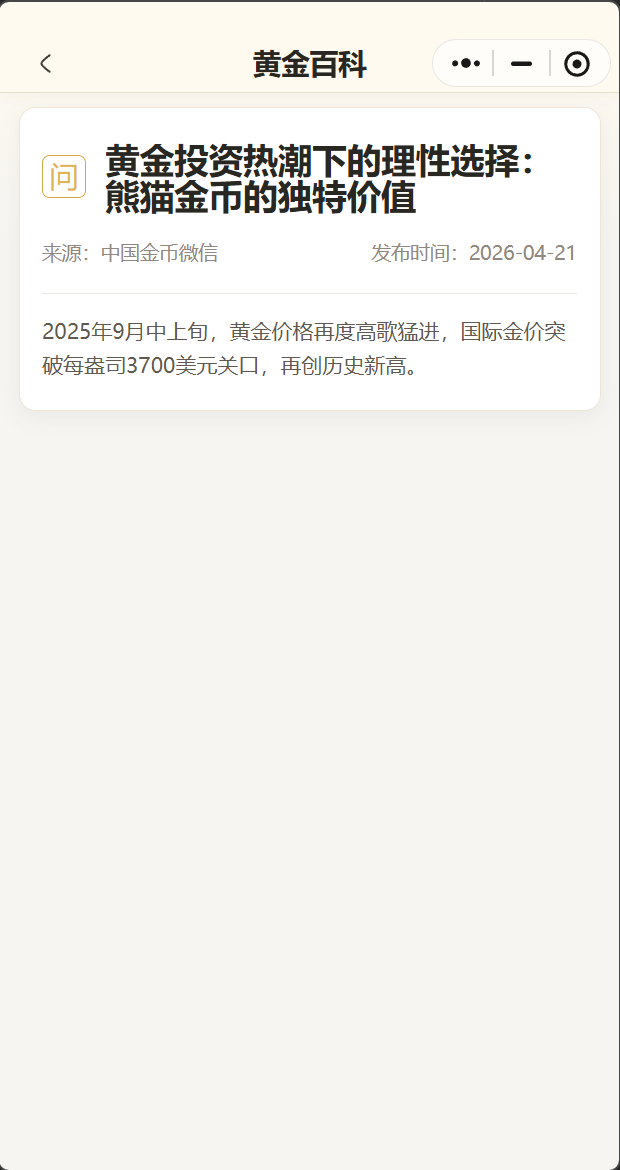 黄金百科
问
黄金投资热潮下的理性选择：
熊猫金币的独特价值
来源：中国金币微信 发布时间：2026-04-21
2025年9月中上旬，黄金价格再度高歌猛进，国际金价突
破每盎司3700美元关口，再创历史新高。